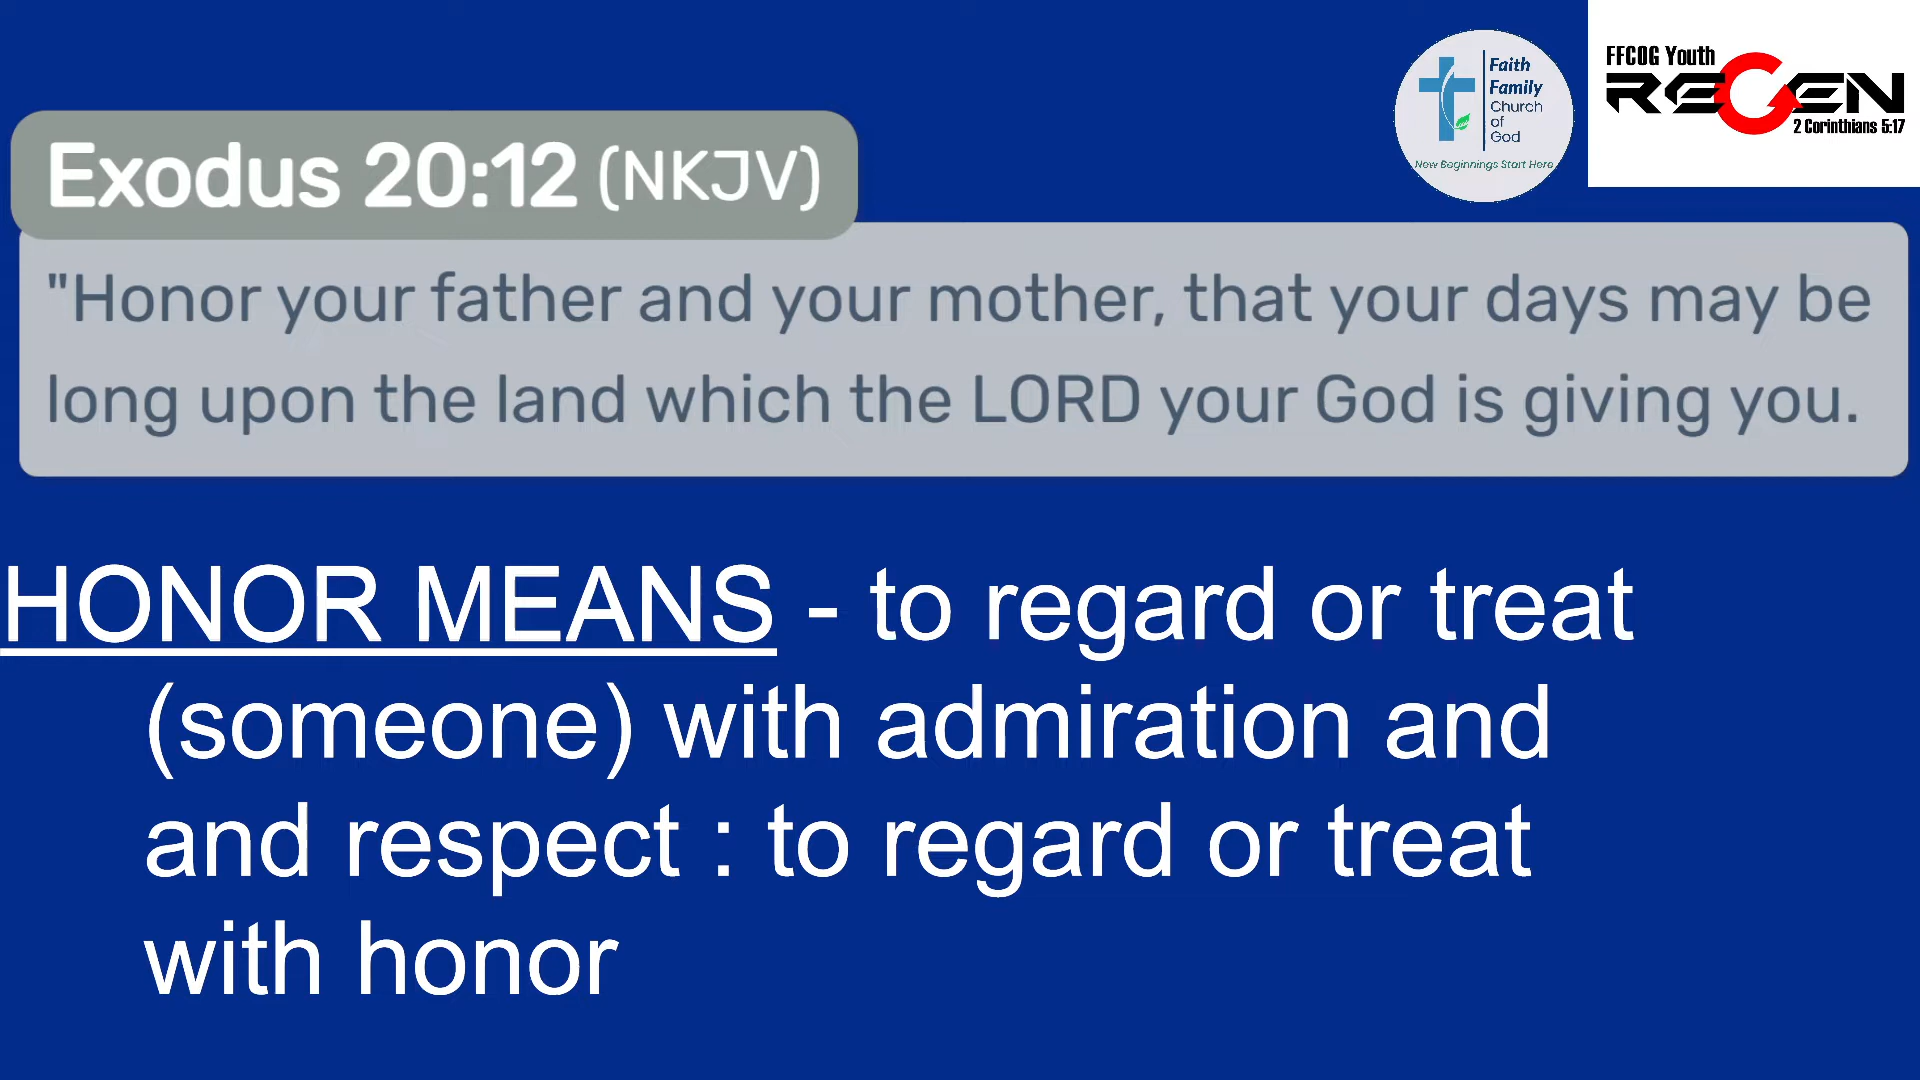 Faith
Family
Church
of
God
New Beginnings Start Here
FFCOG Youth
REGEN
2 Corinthians 5:17
Exodus 20:12 (NKJV)
"Honor your father and your mother, that your days may be
long upon the land which the LORD your God is giving you.
HONOR MEANS - to regard or treat
(someone) with admiration and
and respect : to regard or treat
with honor